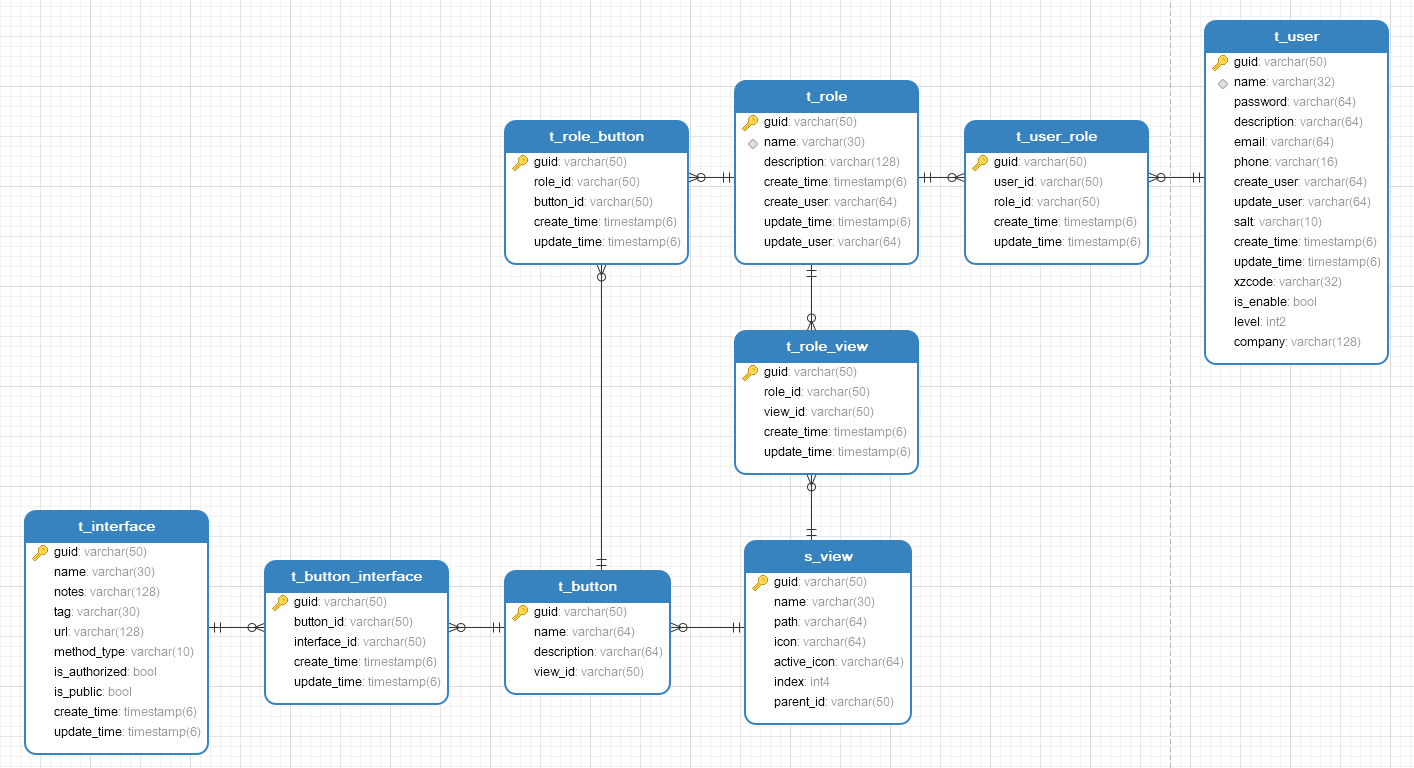 t_user
guid: varchar(50)
name: varchar(32)
password: varchar(64)
description: varchar(64)
email: varchar(64)
phone: varchar(16)
create_user: varchar(64)
update_user: varchar(64)
salt: varchar(10)
create_time: timestamp(6)
update_time: timestamp(6)
xzcode: varchar(32)
is_enable: bool
level: int2
company: varchar(128)
t_role
guid: varchar(50)
name: varchar(30)
description: varchar(128)
create_time: timestamp(6)
create_user: varchar(64)
update_time: timestamp(6)
update_user: varchar(64)
t_role_button
guid: varchar(50)
role_id: varchar(50)
button_id: varchar(50)
create_time: timestamp(6)
update_time: timestamp(6)
t_user_role
guid: varchar(50)
user_id: varchar(50)
role_id: varchar(50)
create_time: timestamp(6)
update_time: timestamp(6)
t_role_view
guid: varchar(50)
role_id: varchar(50)
view_id: varchar(50)
create_time: timestamp(6)
update_time: timestamp(6)
t_interface
guid: varchar(50)
name: varchar(30)
notes: varchar(128)
tag: varchar(30)
url: varchar(128)
method_type: varchar(10)
is_authorized: bool
is_public: bool
create_time: timestamp(6)
update_time: timestamp(6)
t_button_interface
guid: varchar(50)
button_id: varchar(50)
interface_id: varchar(50)
create_time: timestamp(6)
update_time: timestamp(6)
t_button
guid: varchar(50)
name: varchar(64)
description: varchar(64)
view_id: varchar(50)
s_view
guid: varchar(50)
name: varchar(30)
path: varchar(64)
icon: varchar(64)
active_icon: varchar(64)
index: int4
parent_id: varchar(50)